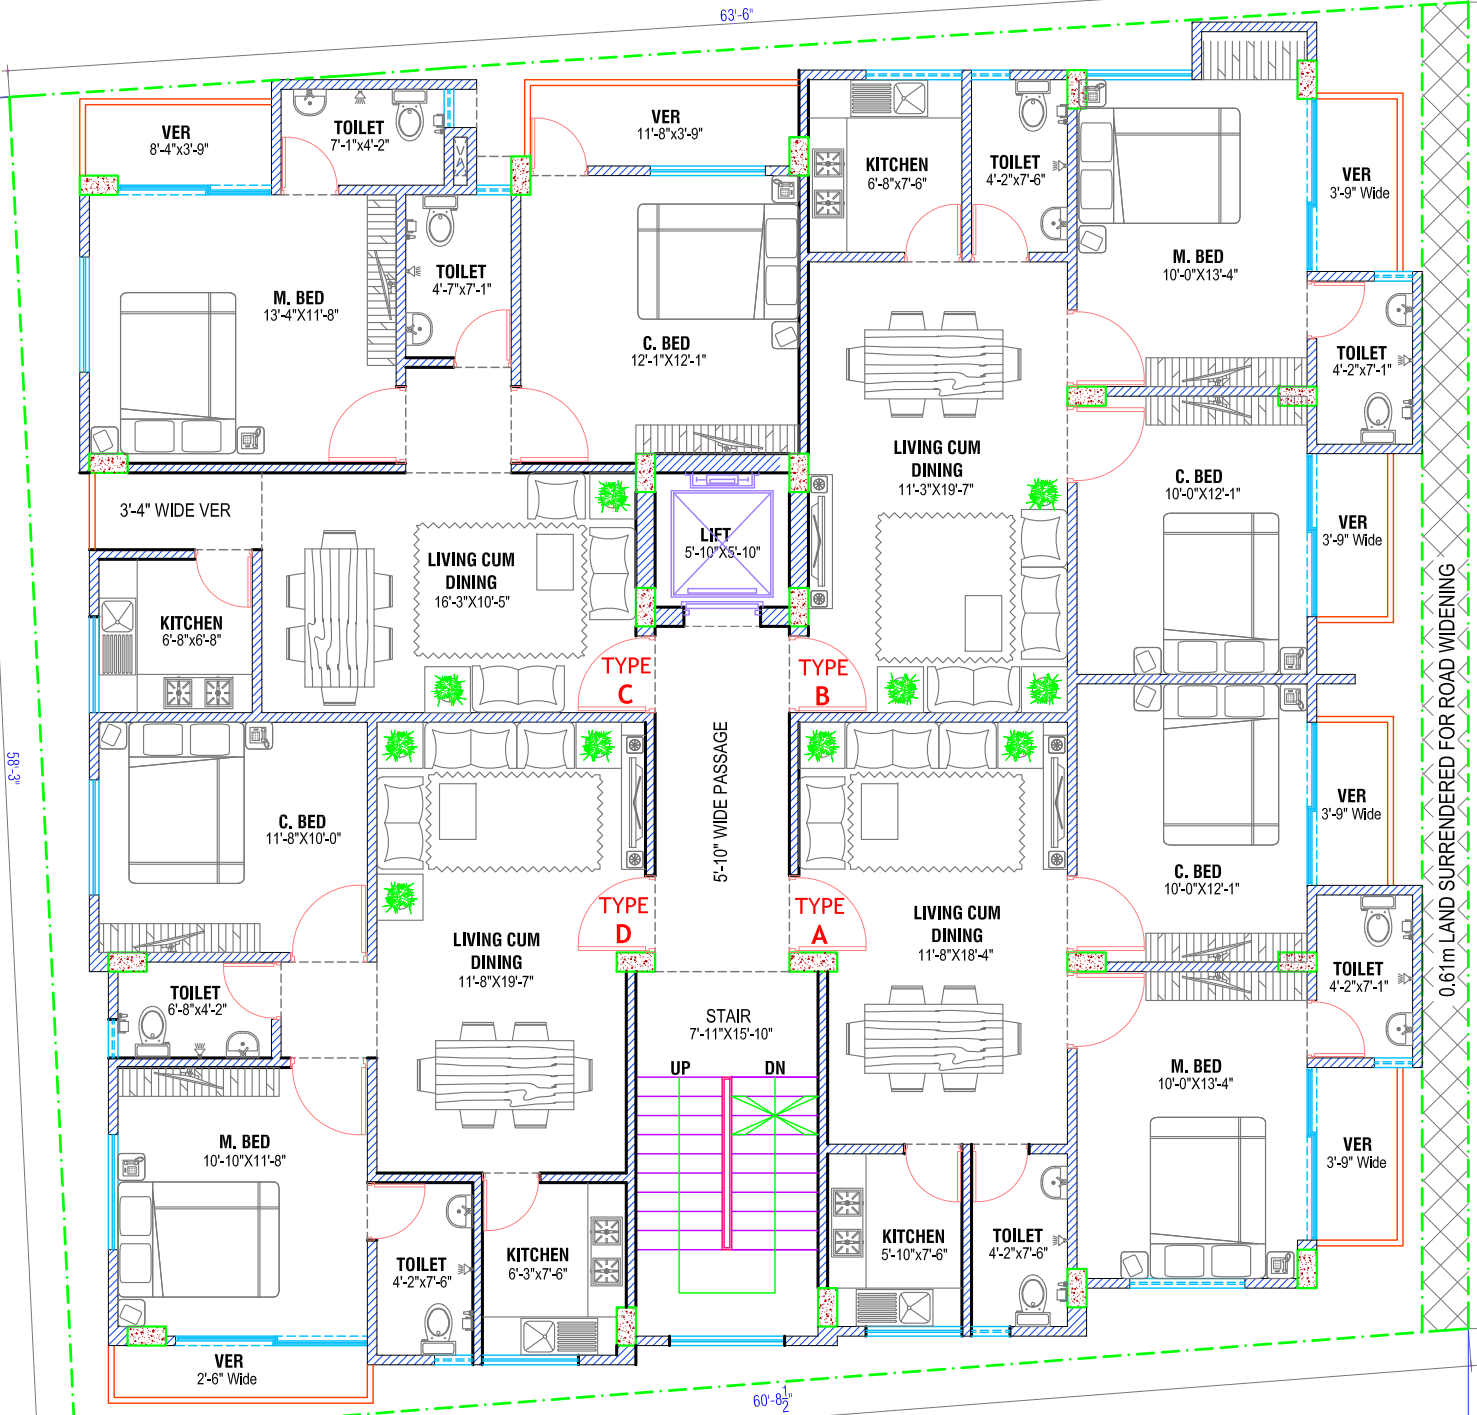 63'-6"
VER
8'-4"x3'-9"
TOILET
7'-1"x4'-2"
VER
11'-8"x3'-9"
KITCHEN
6'-8"x7'-6"
TOILET
4'-2"x7'-6"
VER
3'-9" Wide
M. BED
10'-0"X13'-4"
TOILET
4'-7"x7'-1"
M. BED
13'-4"X11'-8"
C. BED
12'-1"X12'-1"
TOILET
4'-2"x7'-1"
LIVING CUM
DINING
11'-3"X19'-7"
C. BED
10'-0"X12'-1"
3'-4" WIDE VER
LIFT
5'-10"X5'-10"
VER
3'-9" Wide
LIVING CUM
DINING
16'-3"X10'-5"
KITCHEN
6'-8"x6'-8"
TYPE
C
TYPE
B
0.61m LAND SURRENDERED FOR ROAD WIDENING
58'-3"
5'-10" WIDE PASSAGE
C. BED
11'-8"X10'-0"
VER
3'-9" Wide
C. BED
10'-0"X12'-1"
TYPE
D
TYPE
A
LIVING CUM
DINING
11'-8"X19'-7"
LIVING CUM
DINING
11'-8"X18'-4"
TOILET
6'-8"x4'-2"
TOILET
4'-2"x7'-1"
STAIR
7'-11"X15'-10"
UP
DN
M. BED
10'-0"X13'-4"
M. BED
10'-10"X11'-8"
VER
3'-9" Wide
KITCHEN
5'-10"x7'-6"
TOILET
4'-2"x7'-6"
TOILET
4'-2"x7'-6"
KITCHEN
6'-3"x7'-6"
VER
2'-6" Wide
60'-8½"